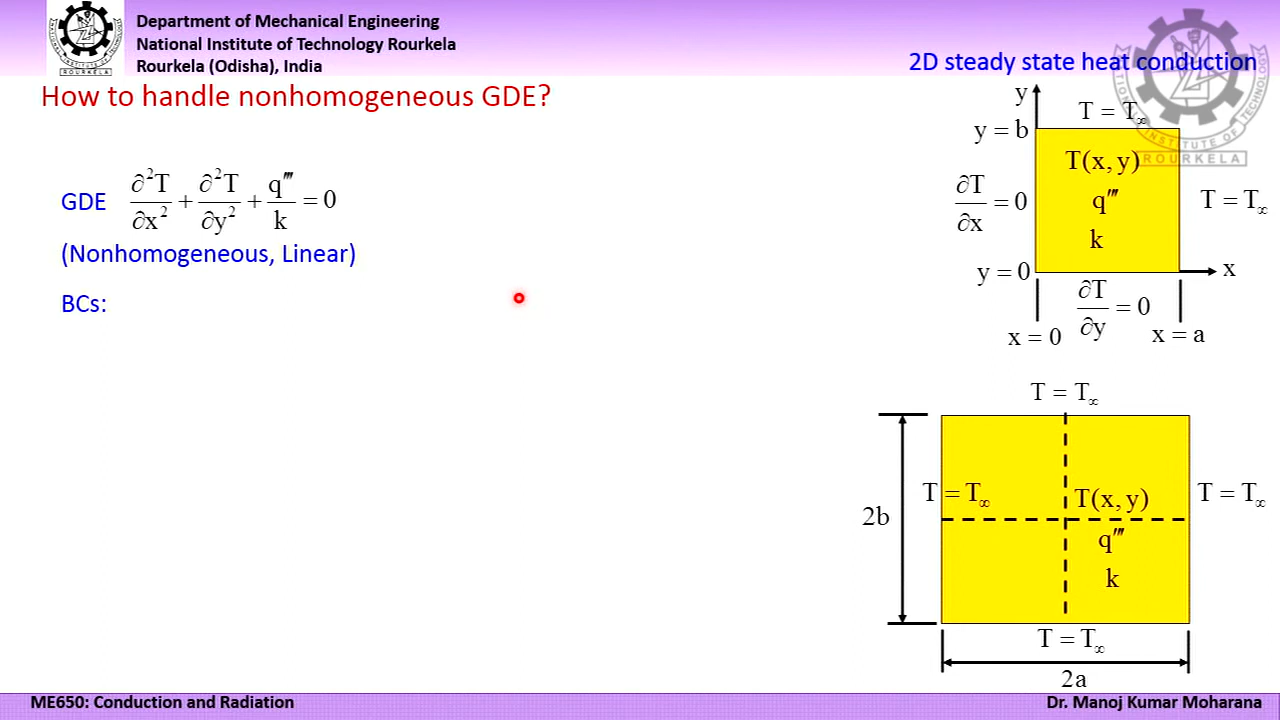 Department of Mechanical Engineering
National Institute of Technology Rourkela
Rourkela (Odisha), India
How to handle nonhomogeneous GDE?
GDE ∂²T/∂x² + ∂²T/∂y² + q‴/k = 0
(Nonhomogeneous, Linear)
BCs:
2D steady state heat conduction
y
T = T∞
y = b
T(x, y)
∂T/∂x = 0
q‴
T = T∞
k
y = 0
x
∂T/∂y = 0
x = 0
x = a
T = T∞
T = T∞
T(x, y)
T = T∞
2b
q‴
k
T = T∞
2a
ROURKELA
ROURKELA
ME650: Conduction and Radiation
Dr. Manoj Kumar Moharana